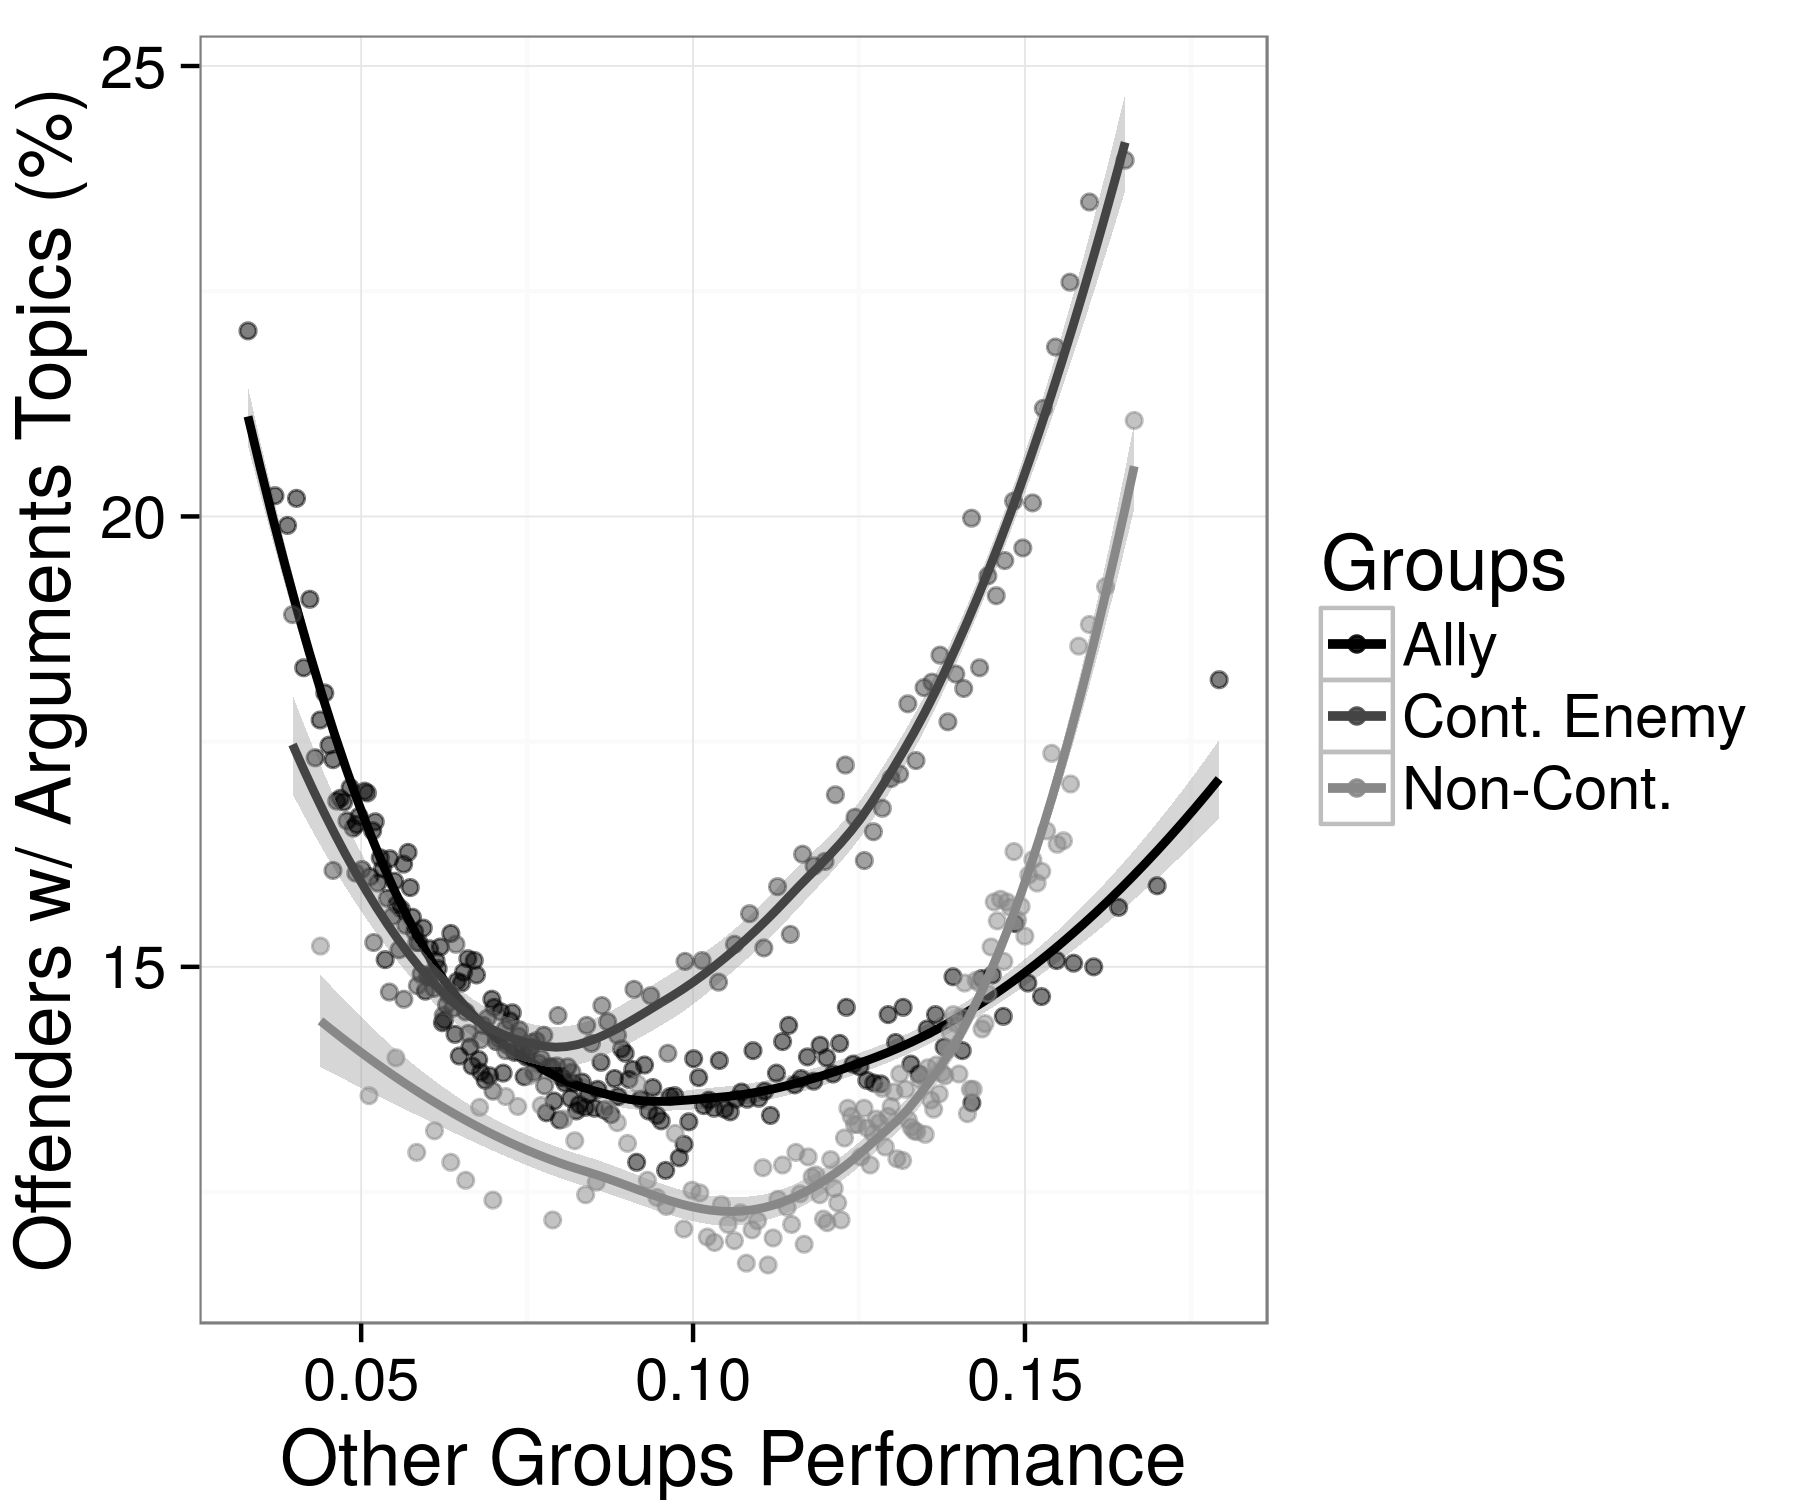 Offenders w/ Arguments Topics (%)
25
20
15
0.05 0.10 0.15
Other Groups Performance
Groups
Ally
Cont. Enemy
Non-Cont.